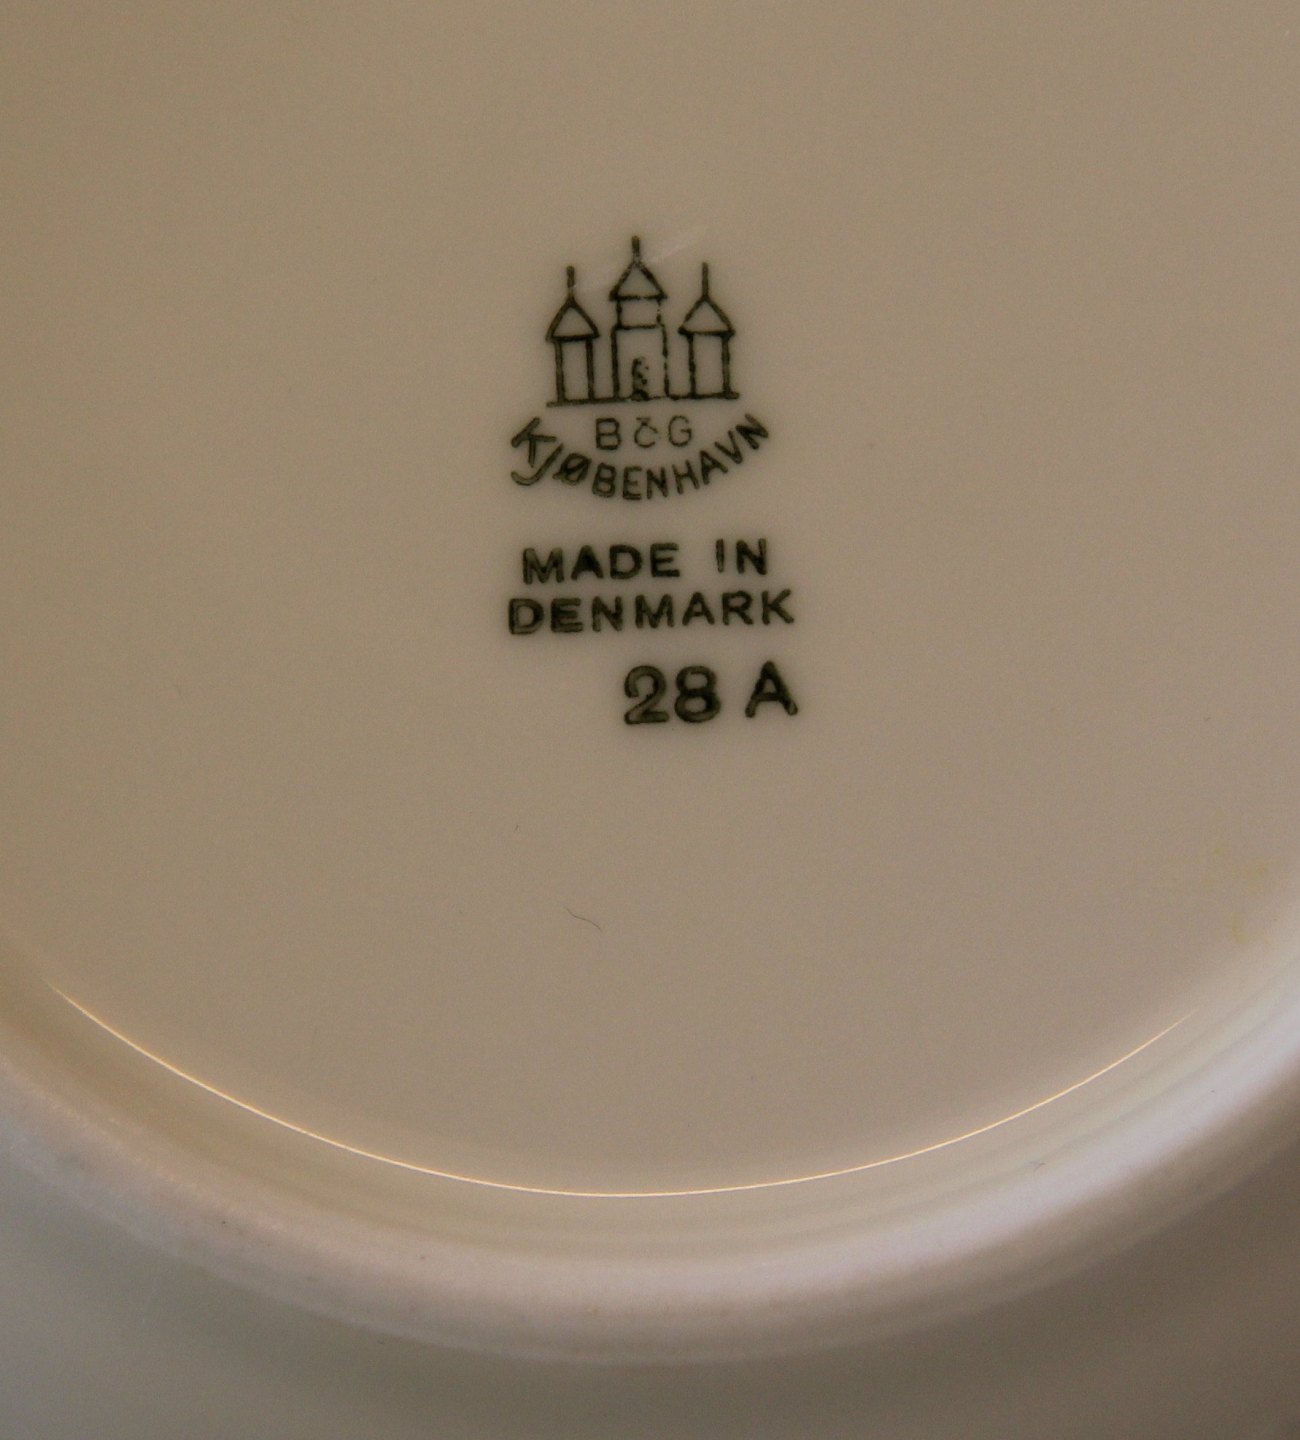 B&G
KJØBENHAVN
MADE IN
DENMARK
28 A